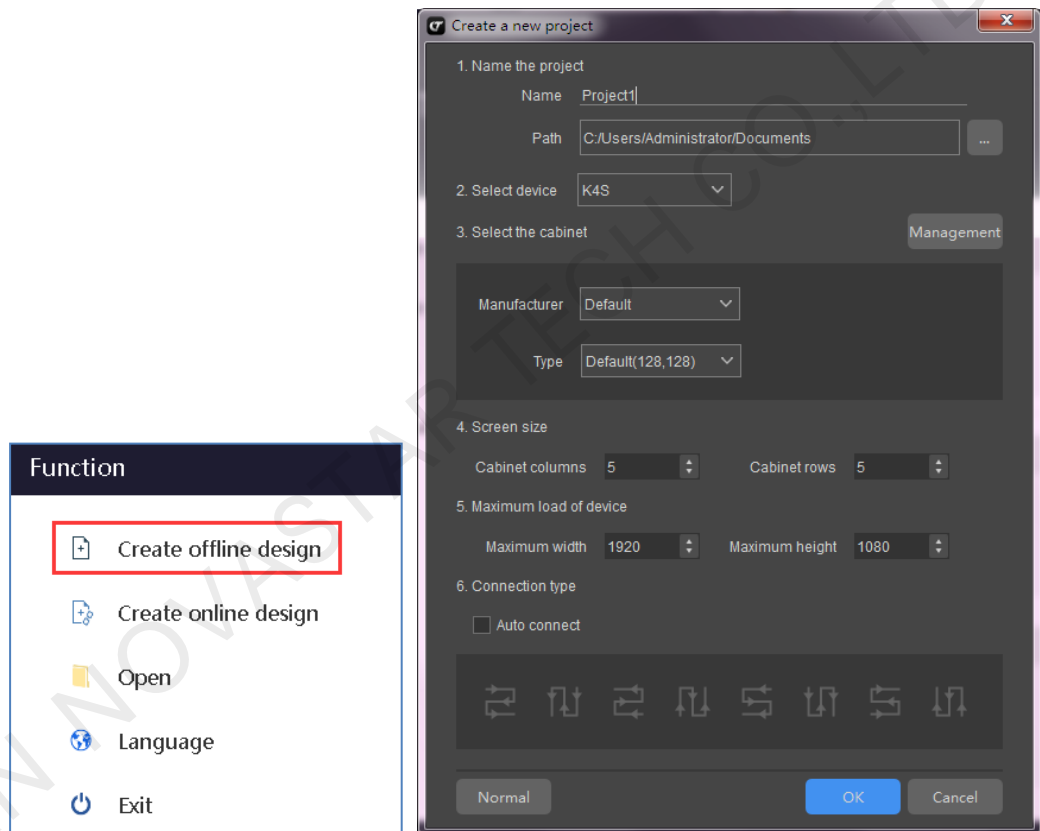 Create a new project
1. Name the project
Name Project1
Path C:/Users/Administrator/Documents ...
2. Select device K4S
3. Select the cabinet Management
Manufacturer Default
Type Default(128,128)
4. Screen size
Cabinet columns 5 Cabinet rows 5
5. Maximum load of device
Maximum width 1920 Maximum height 1080
6. Connection type
Auto connect
Normal OK Cancel
Function
Create offline design
Create online design
Open
Language
Exit
N NOVASTAR TECH CO.,LTD